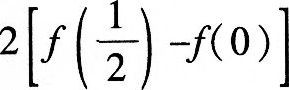 2[f(1/2) –f(0)]